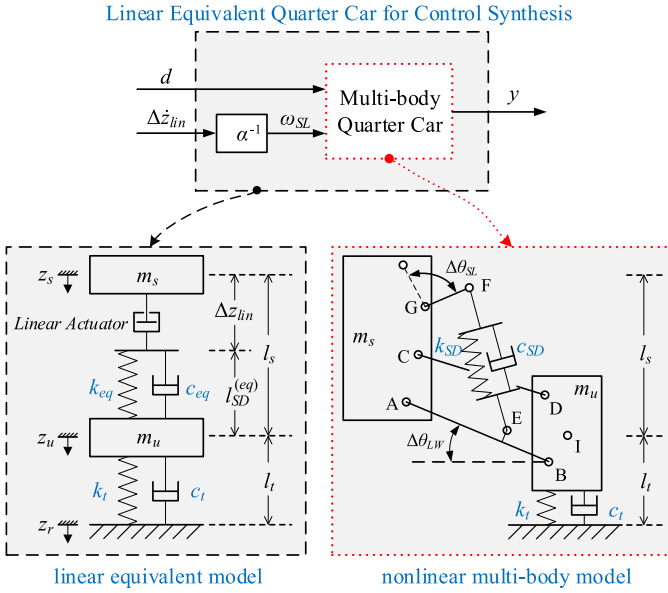 Linear Equivalent Quarter Car for Control Synthesis
d
Δż_lin
α⁻¹
ω_SL
Multi-body
Quarter Car
y
z_s
m_s
Linear Actuator
Δz_lin
l_s
k_eq
c_eq
l_SD^(eq)
z_u
m_u
k_t
c_t
l_t
z_r
linear equivalent model
m_s
Δθ_SL
F
G
k_SD
c_SD
C
A
E
D
m_u
I
B
Δθ_LW
k_t
c_t
l_s
l_t
nonlinear multi-body model